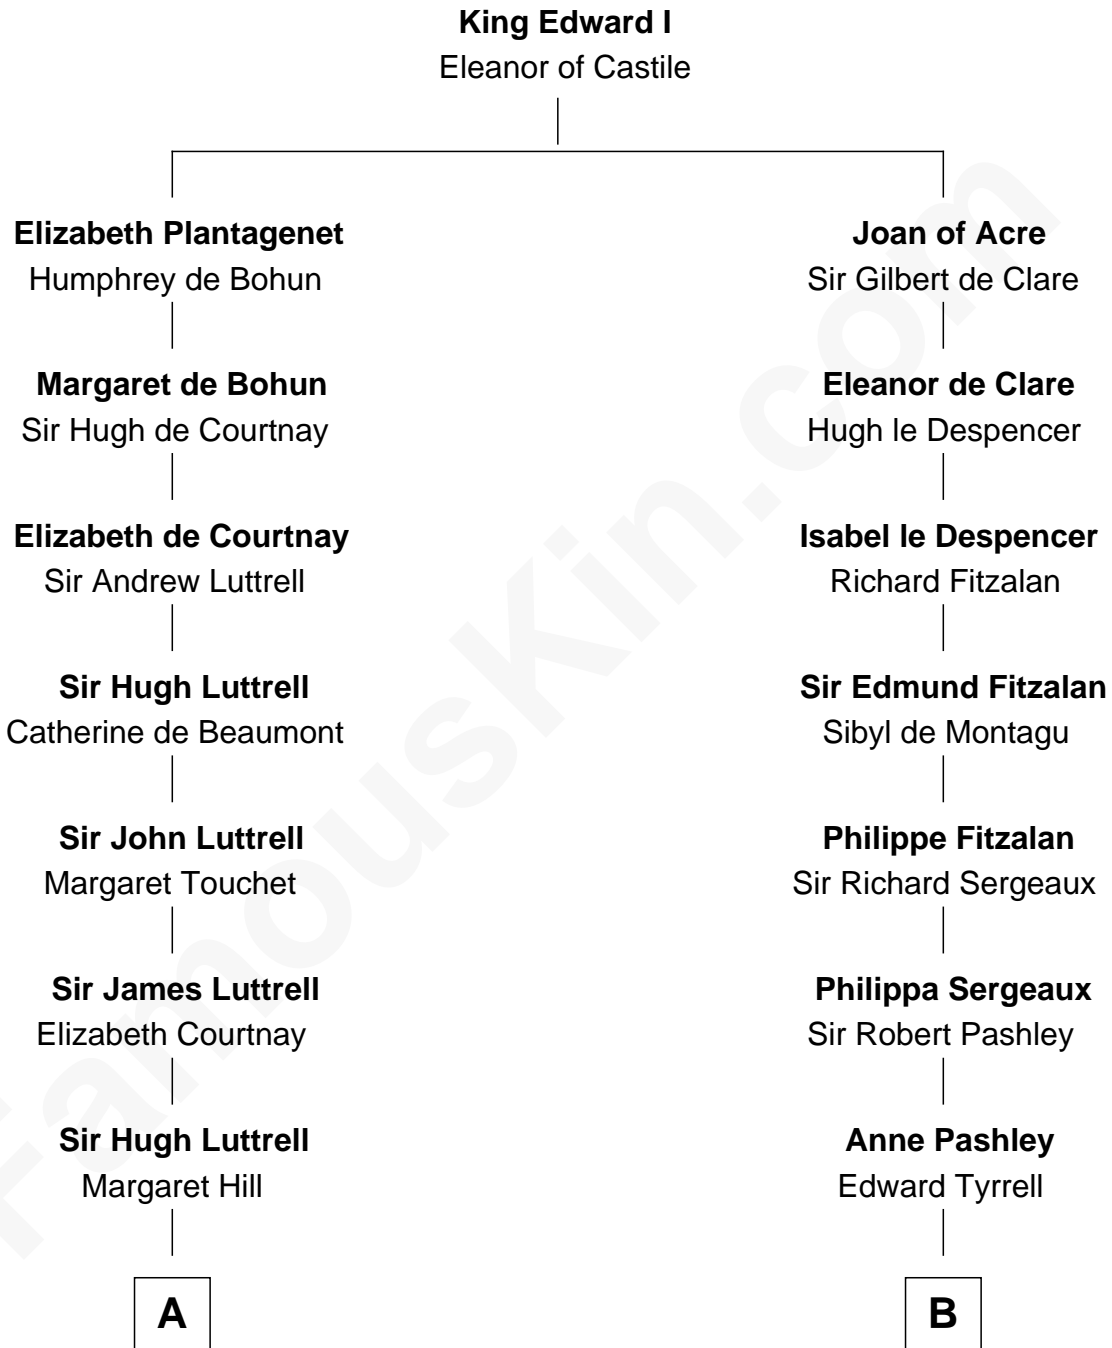 King Edward I
Eleanor of Castile
Elizabeth Plantagenet
Humphrey de Bohun
Joan of Acre
Sir Gilbert de Clare
Margaret de Bohun
Sir Hugh de Courtnay
Eleanor de Clare
Hugh le Despencer
Elizabeth de Courtnay
Sir Andrew Luttrell
Isabel le Despencer
Richard Fitzalan
Sir Hugh Luttrell
Catherine de Beaumont
Sir Edmund Fitzalan
Sibyl de Montagu
Sir John Luttrell
Margaret Touchet
Philippe Fitzalan
Sir Richard Sergeaux
Sir James Luttrell
Elizabeth Courtnay
Philippa Sergeaux
Sir Robert Pashley
Sir Hugh Luttrell
Margaret Hill
Anne Pashley
Edward Tyrrell
A
B
FamousKin.com